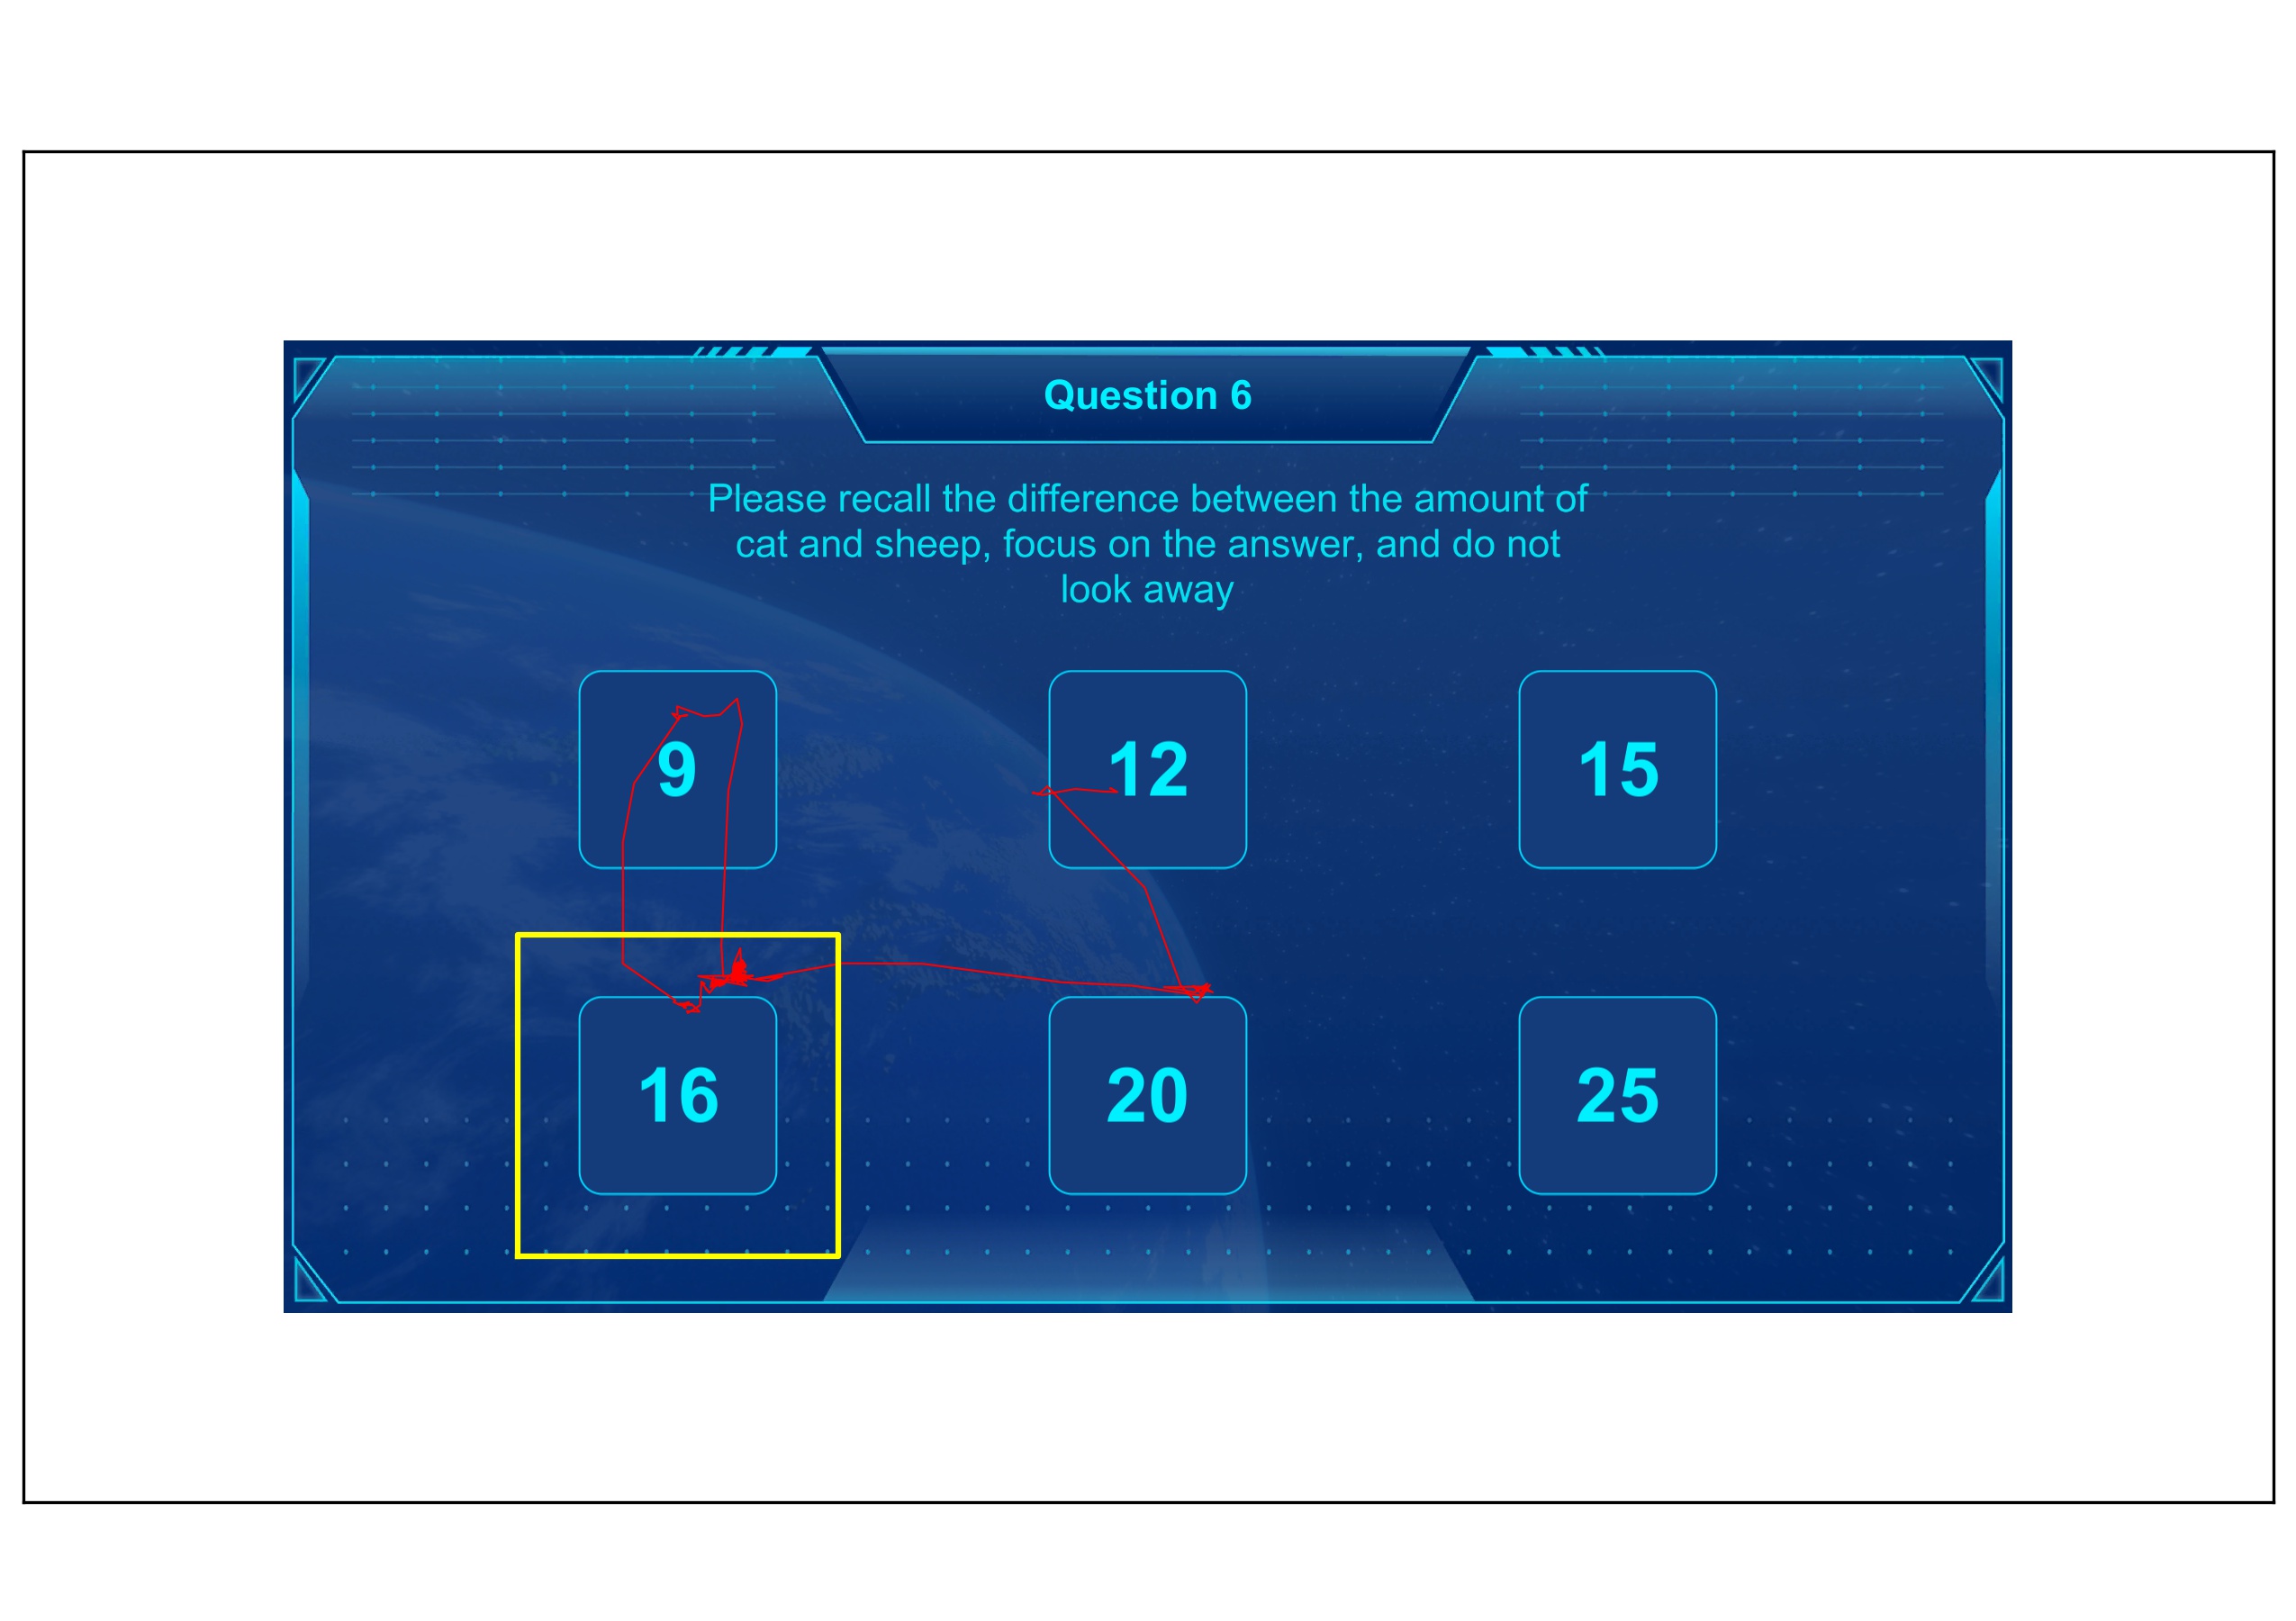 Question 6
Please recall the difference between the amount of
cat and sheep, focus on the answer, and do not
look away
9
12
15
16
20
25